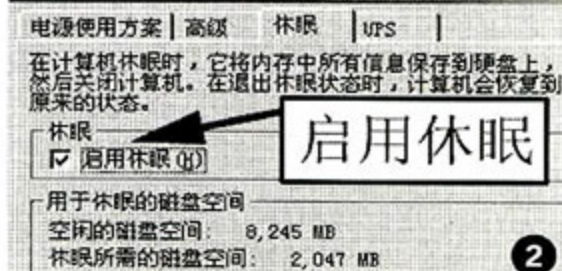 电源使用方案 高级 休眠 UPS
在计算机休眠时，它将内存中所有信息保存到硬盘上，
然后关闭计算机。在退出休眠状态时，计算机会恢复到
原来的状态。
休眠
启用休眠(H)
启用休眠
用于休眠的磁盘空间
空闲的磁盘空间： 8,245 MB
休眠所需的磁盘空间： 2,047 MB
2